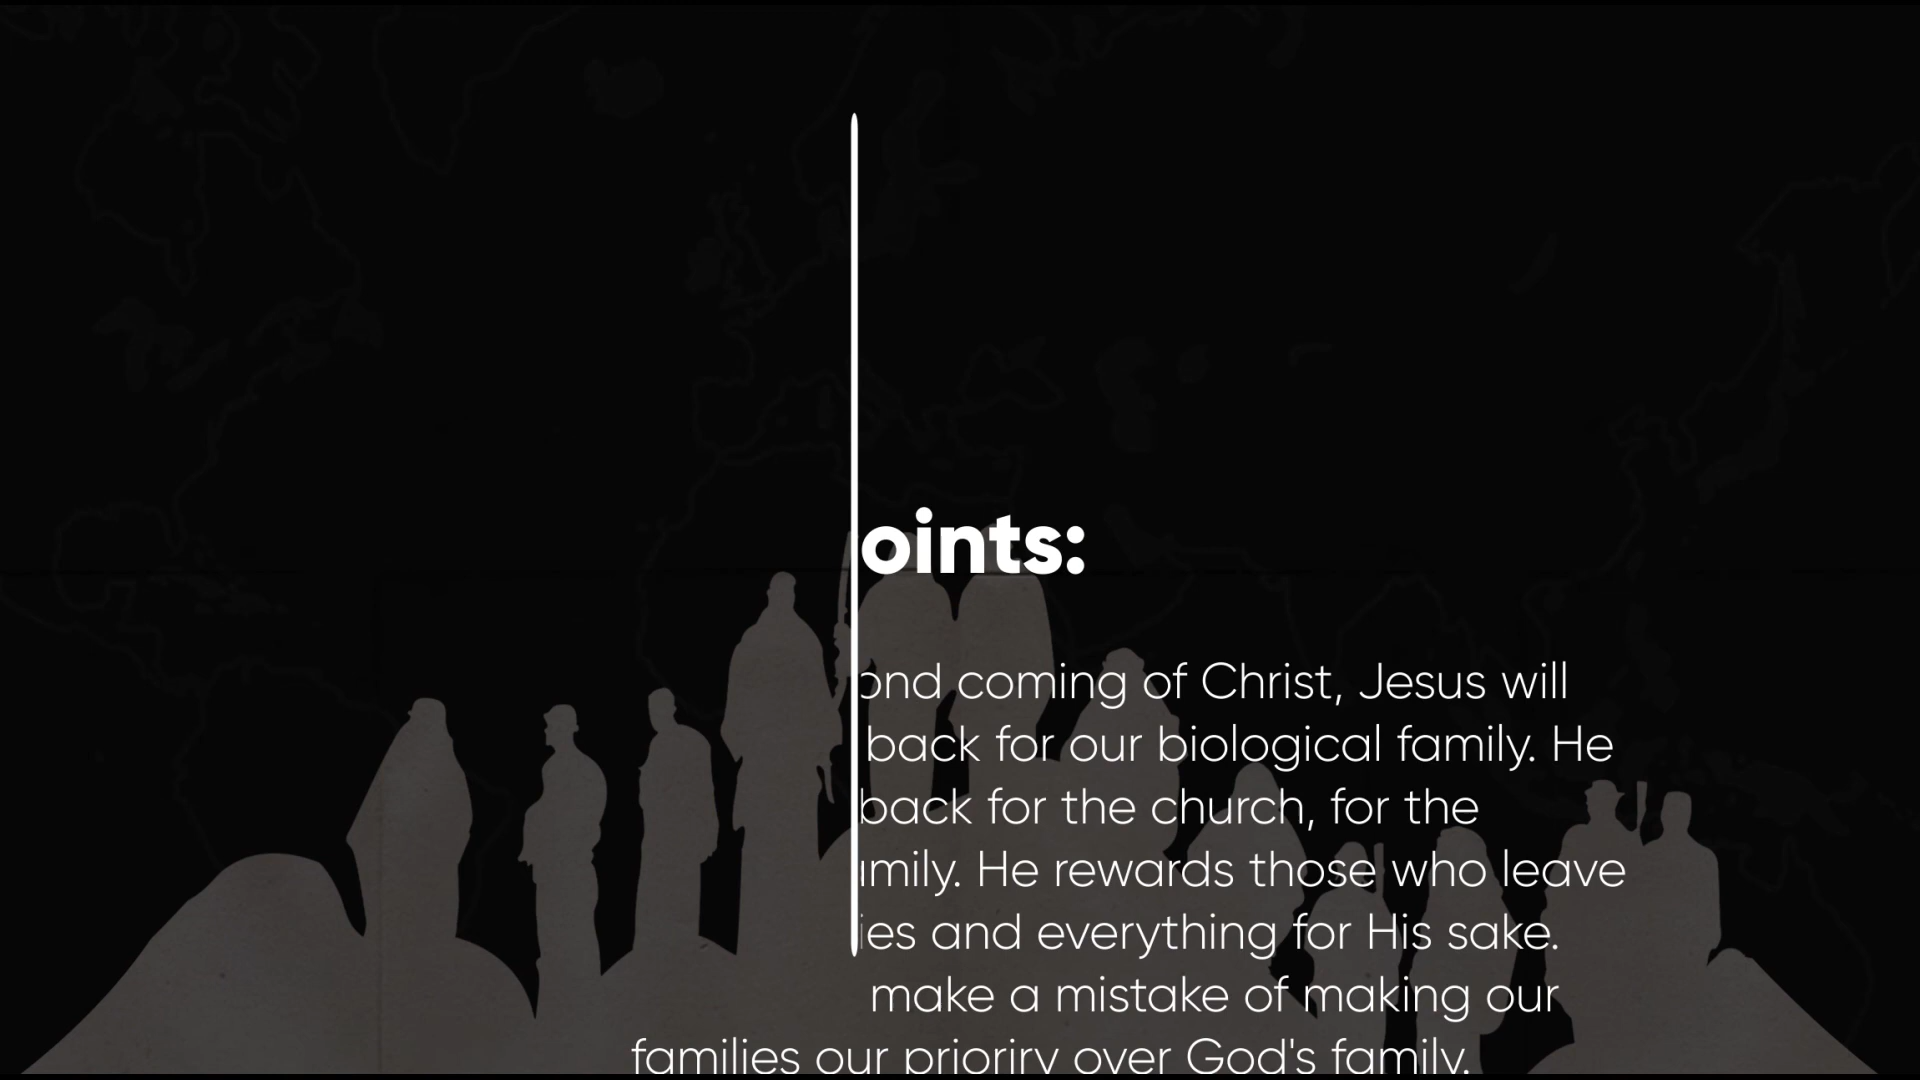 oints:
ond coming of Christ, Jesus will
back for our biological family. He
back for the church, for the
mily. He rewards those who leave
ies and everything for His sake.
make a mistake of making our
families our priorirv over God's family.